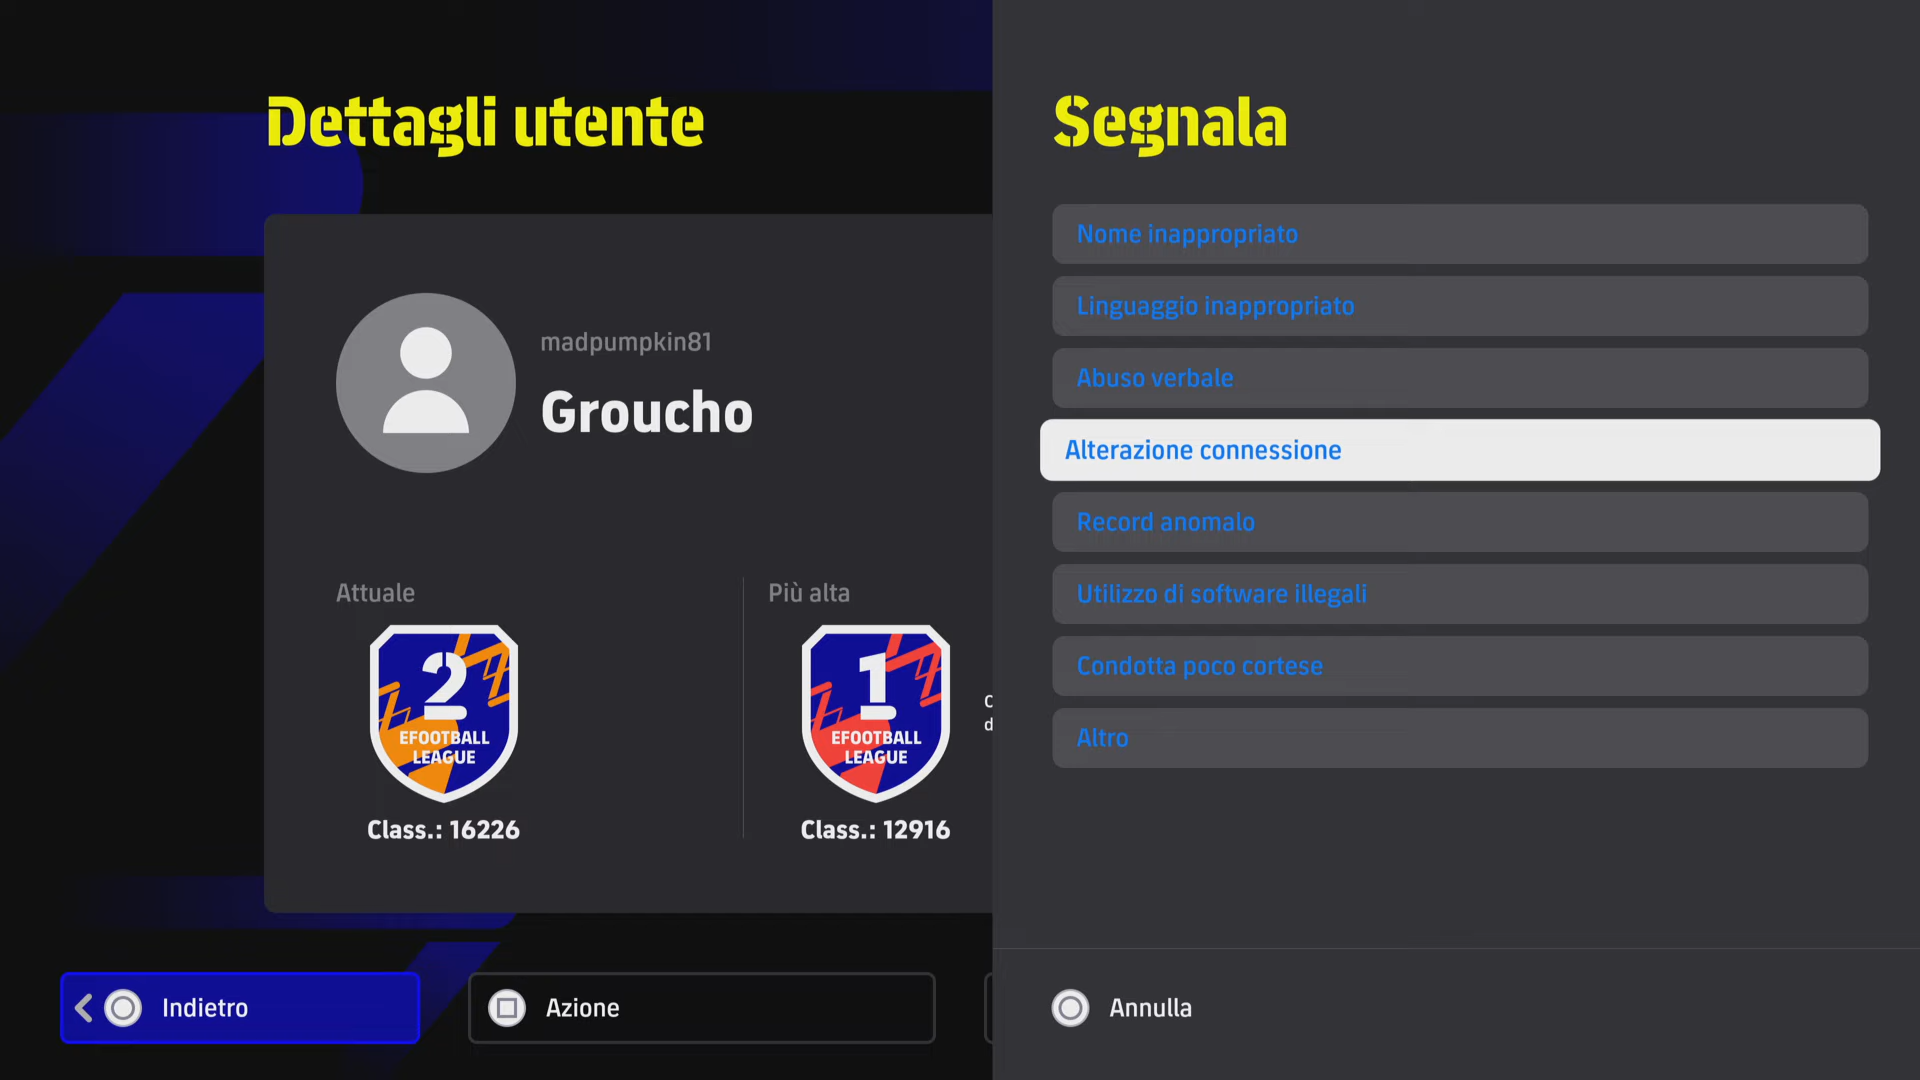 Dettagli utente
madpumpkin81
Groucho
Attuale
2
EFOOTBALL
LEAGUE
Class.: 16226
Più alta
1
EFOOTBALL
LEAGUE
Class.: 12916
Indietro
Azione
Segnala
Nome inappropriato
Linguaggio inappropriato
Abuso verbale
Alterazione connessione
Record anomalo
Utilizzo di software illegali
Condotta poco cortese
Altro
Annulla